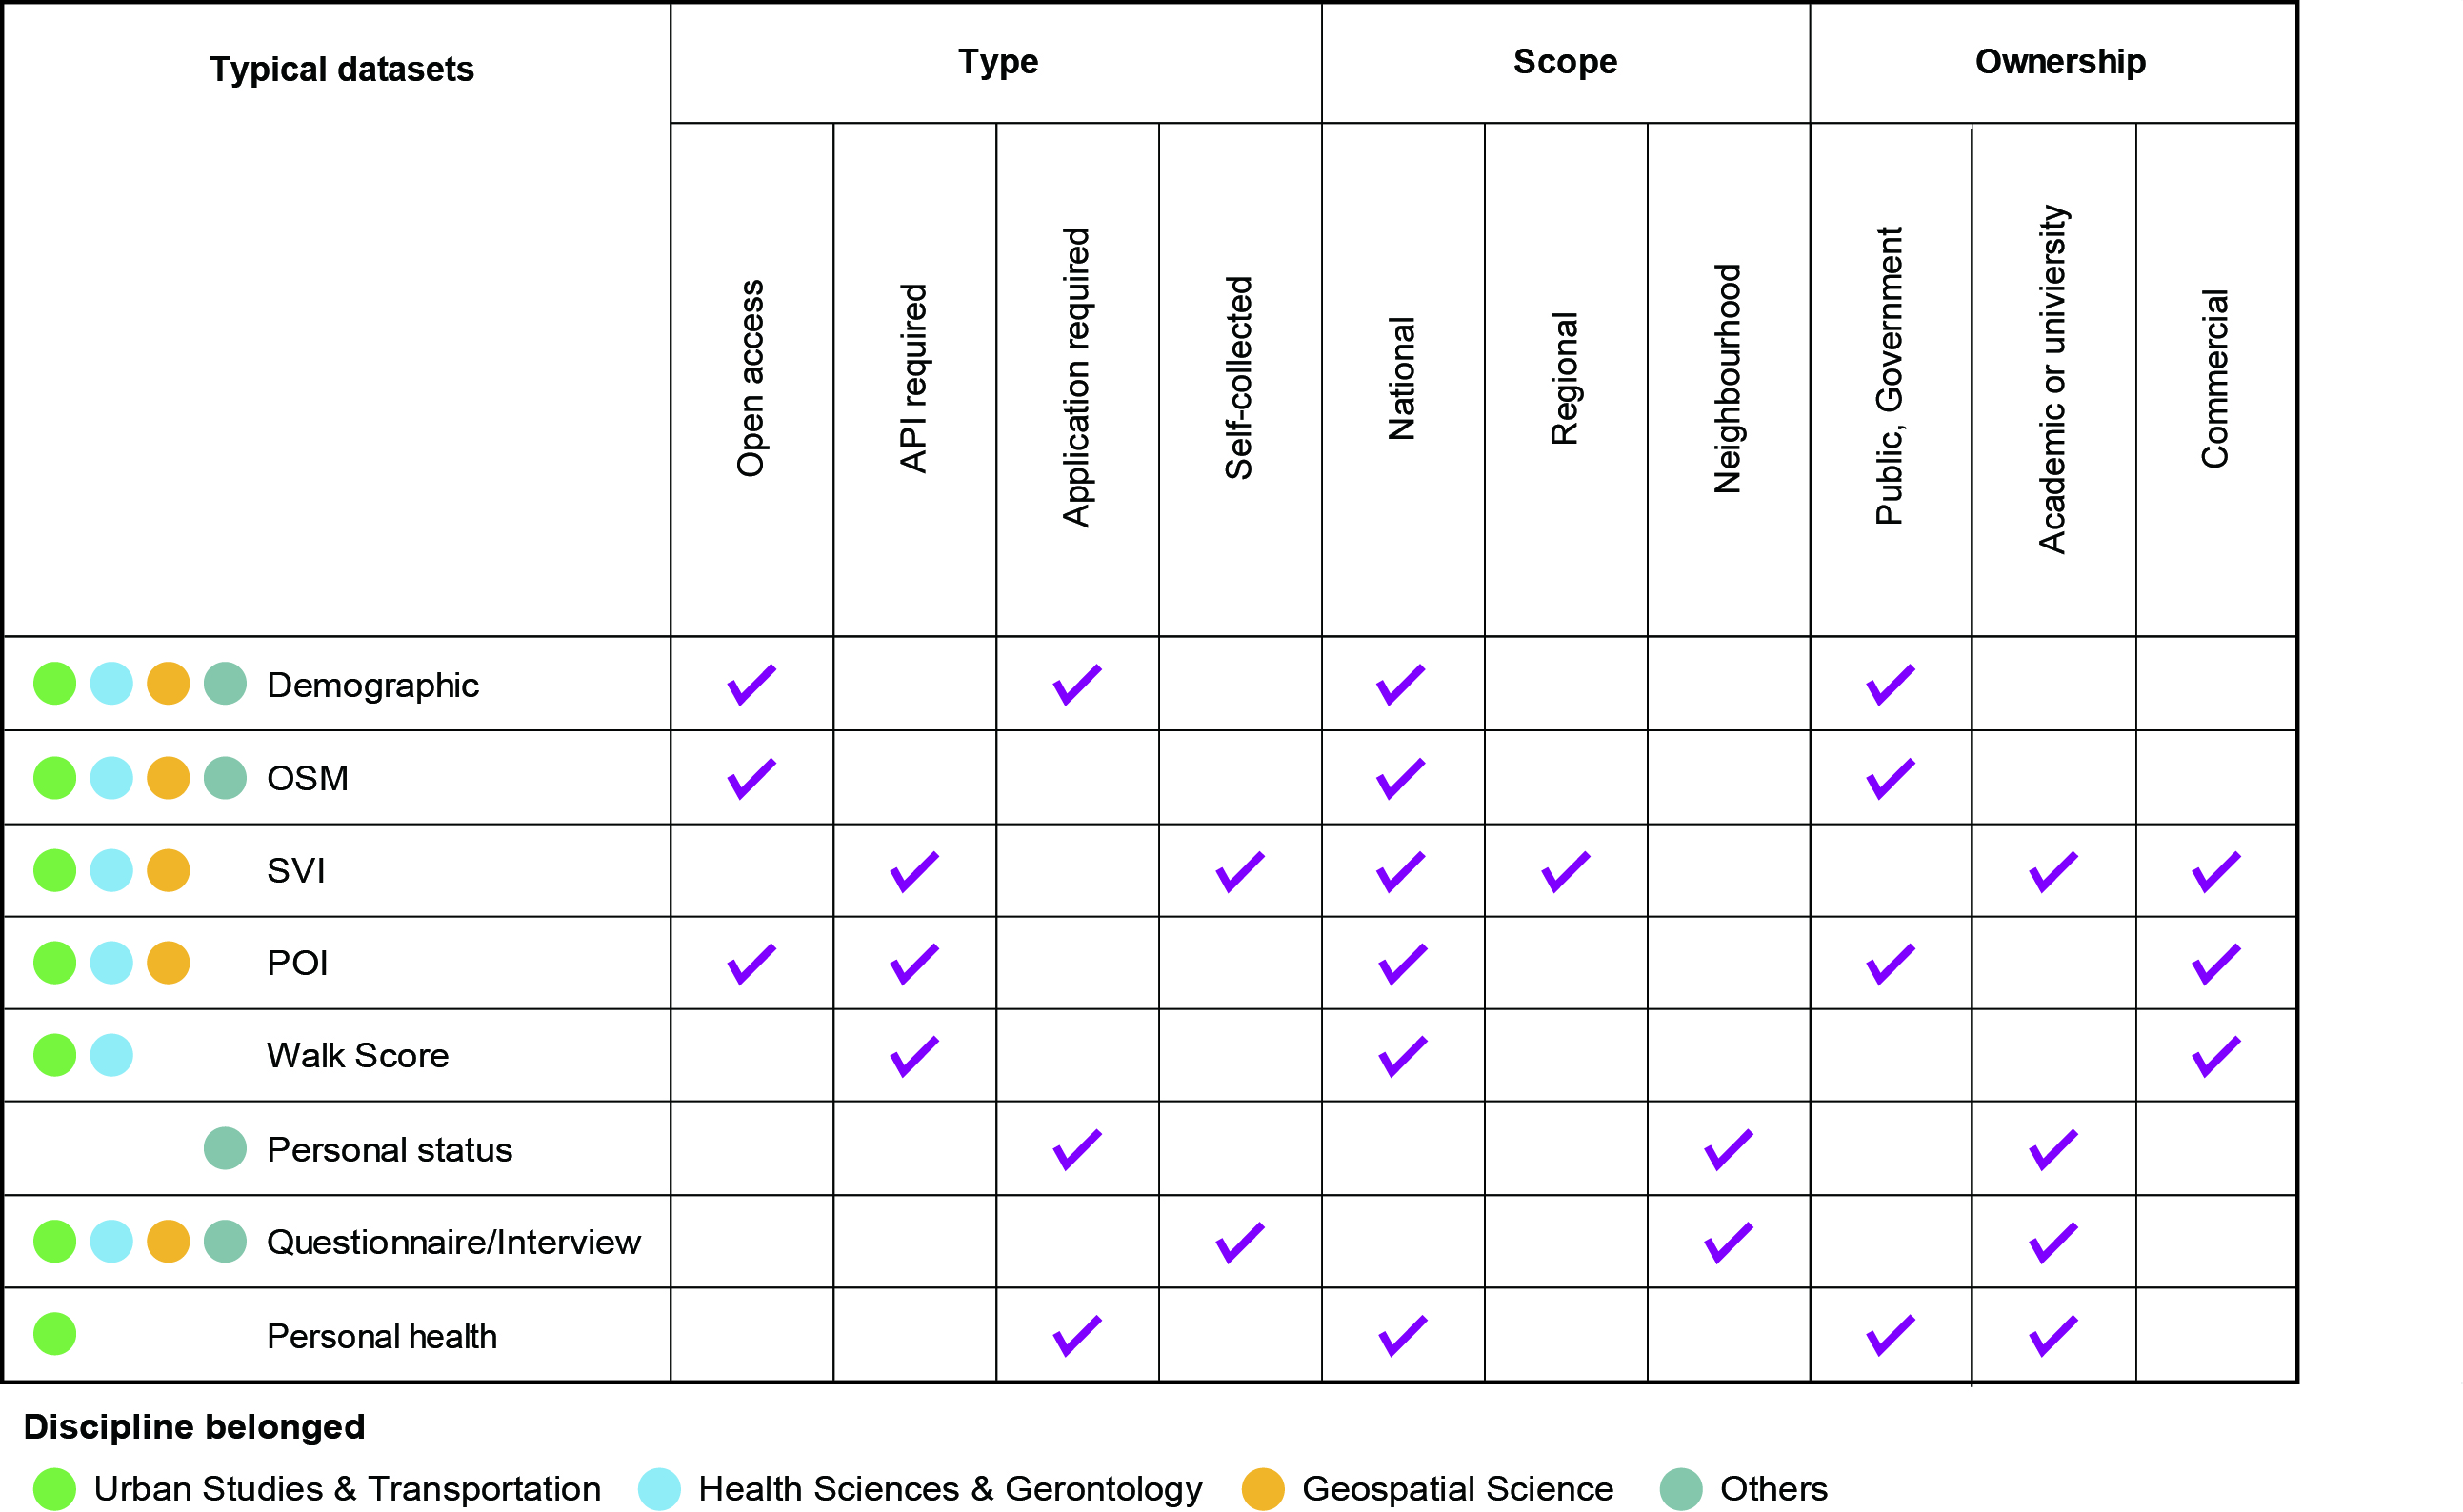 Typical datasets
Type
Scope
Ownership
Open access
API required
Application required
Self-collected
National
Regional
Neighbourhood
Public, Government
Academic or univiersity
Commercial
Demographic
OSM
SVI
POI
Walk Score
Personal status
Questionnaire/Interview
Personal health
Discipline belonged
Urban Studies & Transportation
Health Sciences & Gerontology
Geospatial Science
Others